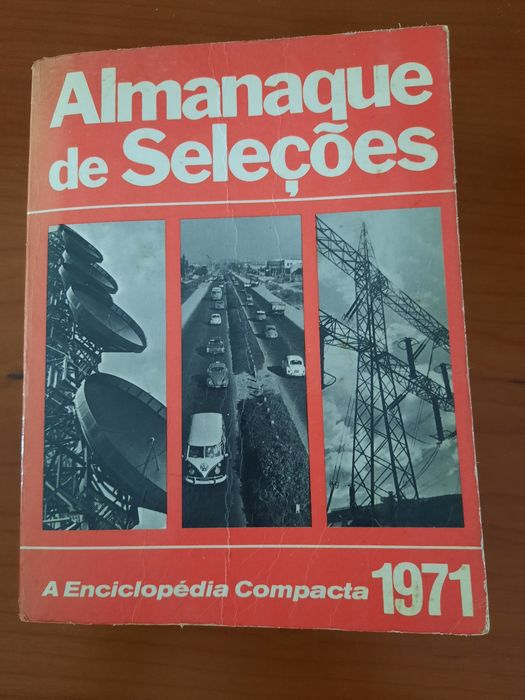 Almanaque
de Seleções
A Enciclopédia Compacta 1971